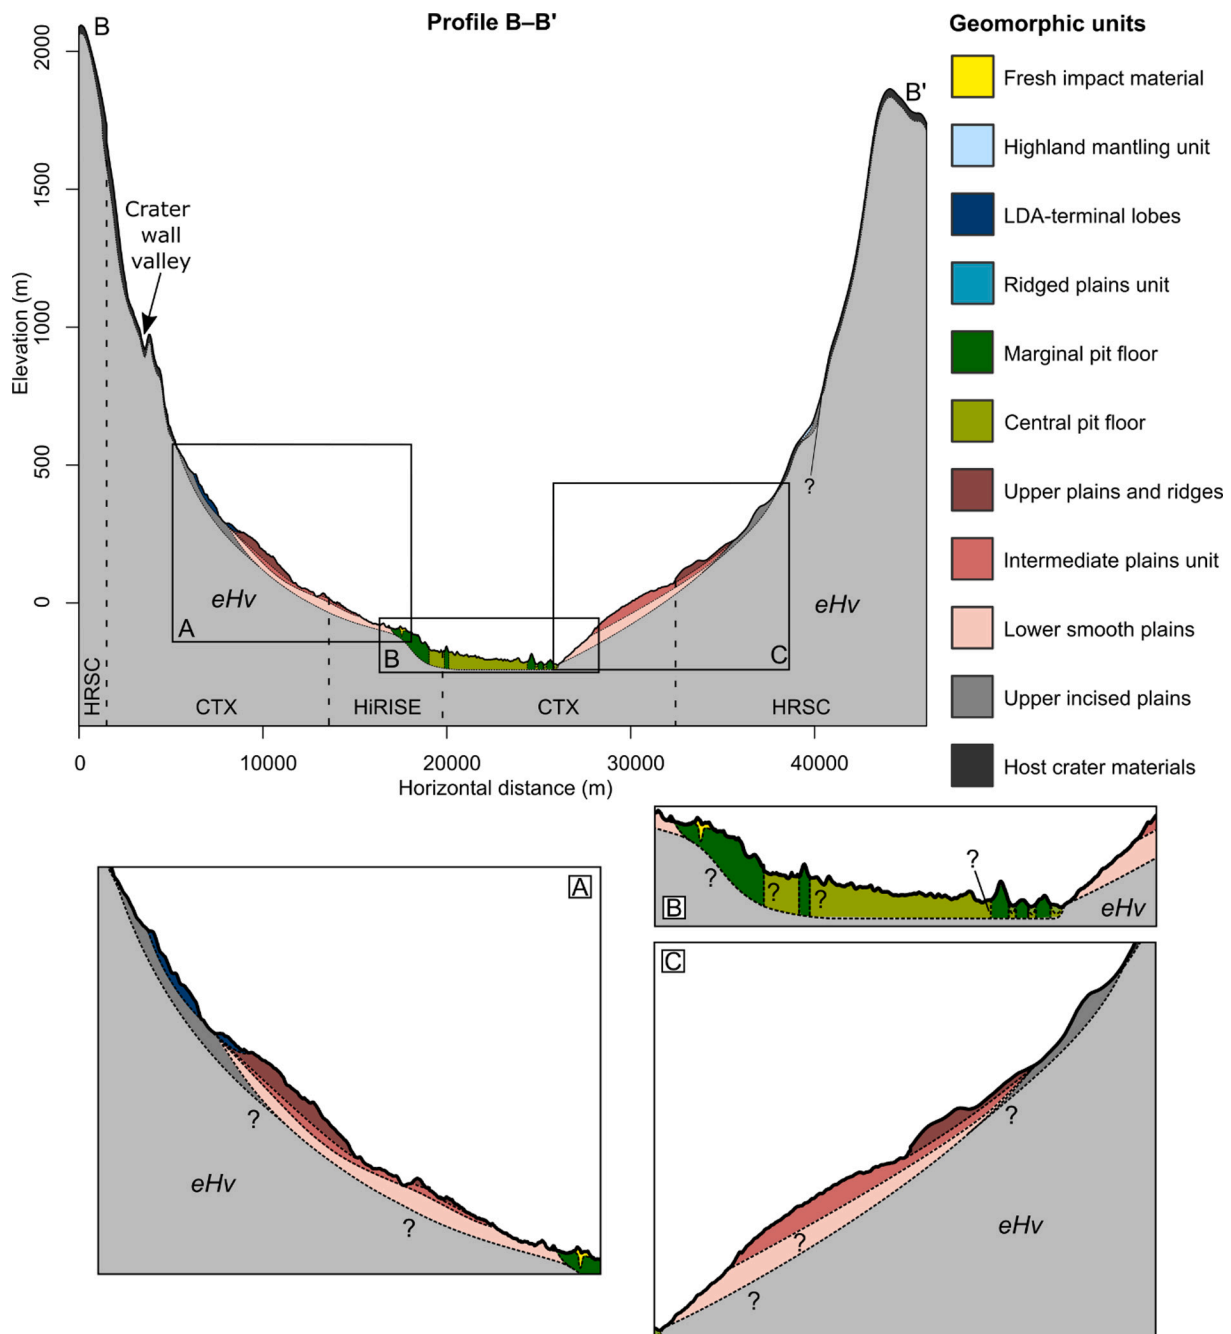 Profile B–B'
B
B'
Crater
wall
valley
Elevation (m)
2000
1500
1000
500
0
?
eHv
eHv
A
B
C
HRSC
CTX
HiRISE
CTX
HRSC
0
10000
20000
30000
40000
Horizontal distance (m)
Geomorphic units
Fresh impact material
Highland mantling unit
LDA-terminal lobes
Ridged plains unit
Marginal pit floor
Central pit floor
Upper plains and ridges
Intermediate plains unit
Lower smooth plains
Upper incised plains
Host crater materials
A
?
eHv
?
?
?
?
?
B
eHv
C
?
eHv
?
?